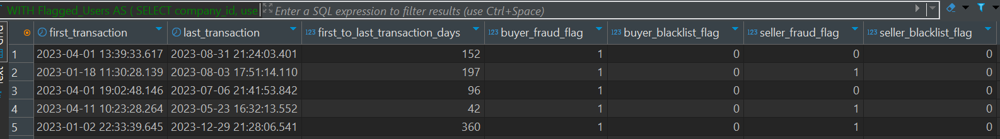 WITH Flagged_Users AS ( SELECT company_id, use Enter a SQL expression to filter results (use Ctrl+Space)
first_transaction last_transaction 123 first_to_last_transaction_days 123 buyer_fraud_flag 123 buyer_blacklist_flag 123 seller_fraud_flag 123 seller_blacklist_flag
1 2023-04-01 13:39:33.617 2023-08-31 21:24:03.401 152 1 0 0 0
2 2023-01-18 11:30:28.139 2023-08-03 17:51:14.110 197 1 0 1 0
3 2023-04-01 19:02:48.146 2023-07-06 21:41:53.842 96 1 0 0 0
4 2023-04-11 10:23:28.264 2023-05-23 16:32:13.552 42 1 0 1 0
5 2023-01-02 22:33:39.645 2023-12-29 21:28:06.541 360 1 0 1 0